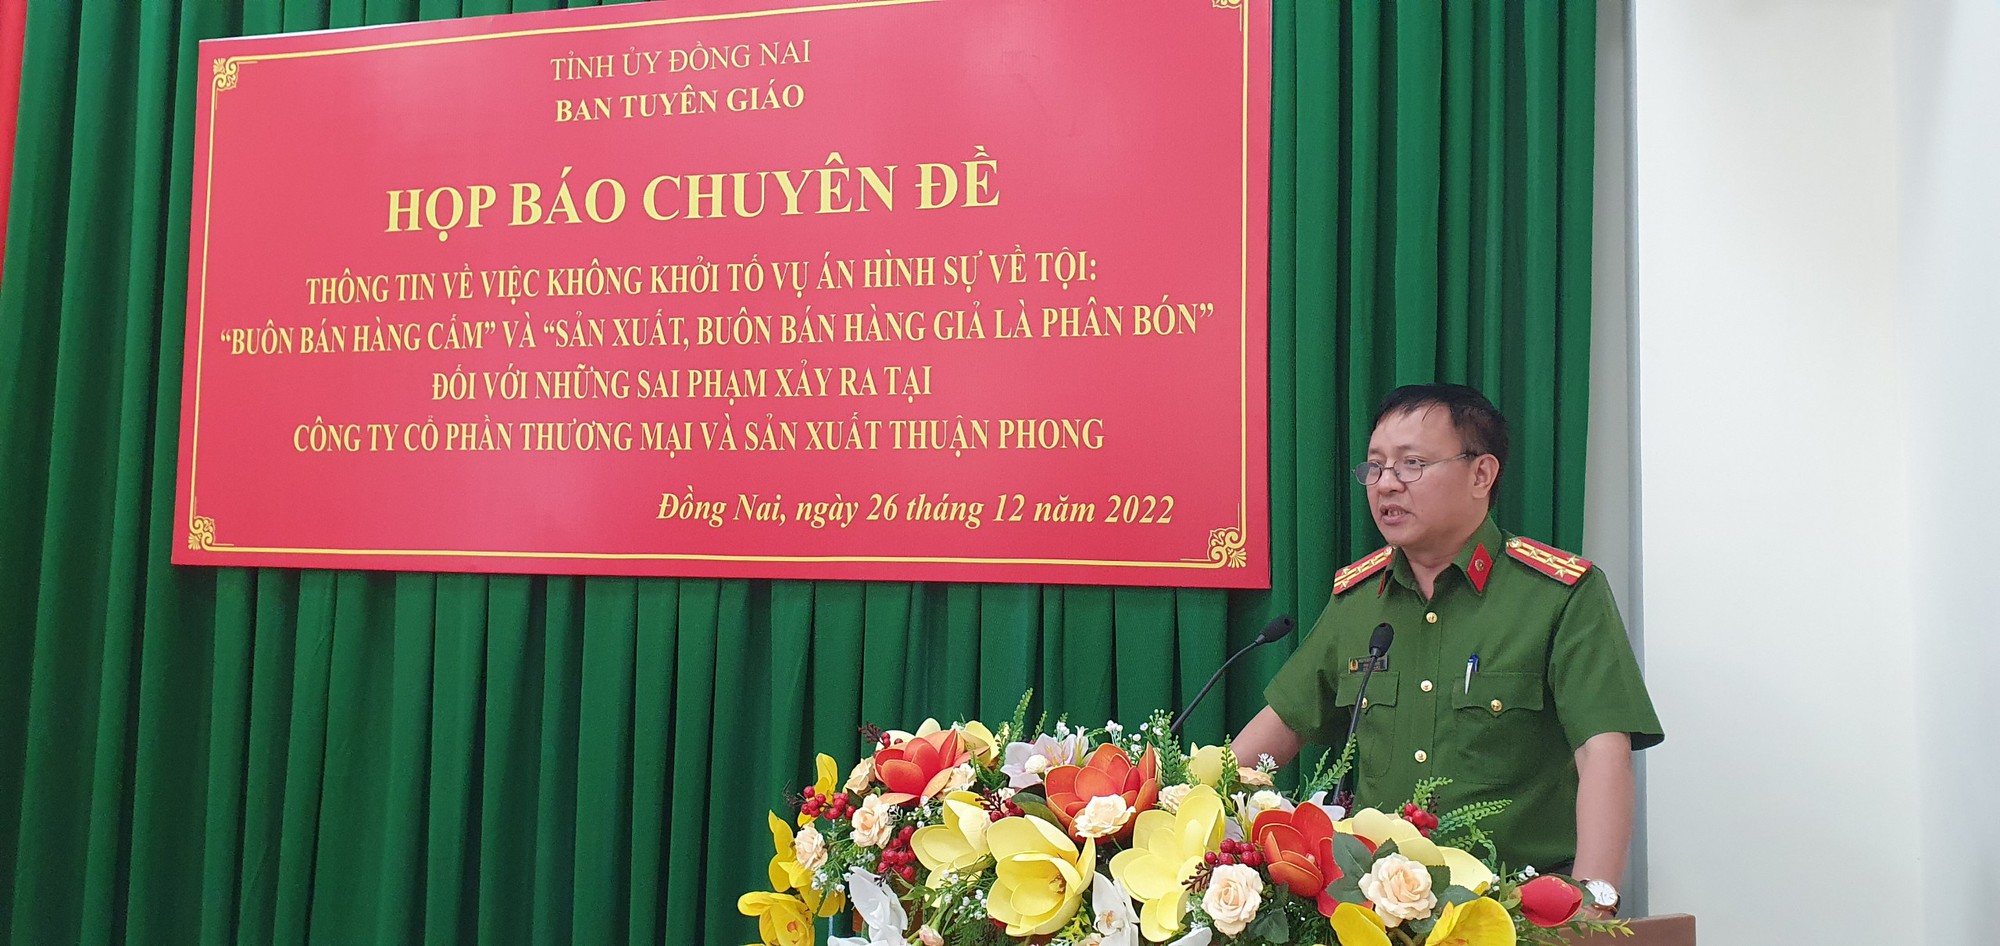 TỈNH ỦY ĐỒNG NAI
BAN TUYÊN GIÁO
HỌP BÁO CHUYÊN ĐỀ
THÔNG TIN VỀ VIỆC KHÔNG KHỞI TỐ VỤ ÁN HÌNH SỰ VỀ TỘI:
“BUÔN BÁN HÀNG CẤM” VÀ “SẢN XUẤT, BUÔN BÁN HÀNG GIẢ LÀ PHÂN BÓN”
ĐỐI VỚI NHỮNG SAI PHẠM XẢY RA TẠI
CÔNG TY CỔ PHẦN THƯƠNG MẠI VÀ SẢN XUẤT THUẬN PHONG
Đồng Nai, ngày 26 tháng 12 năm 2022